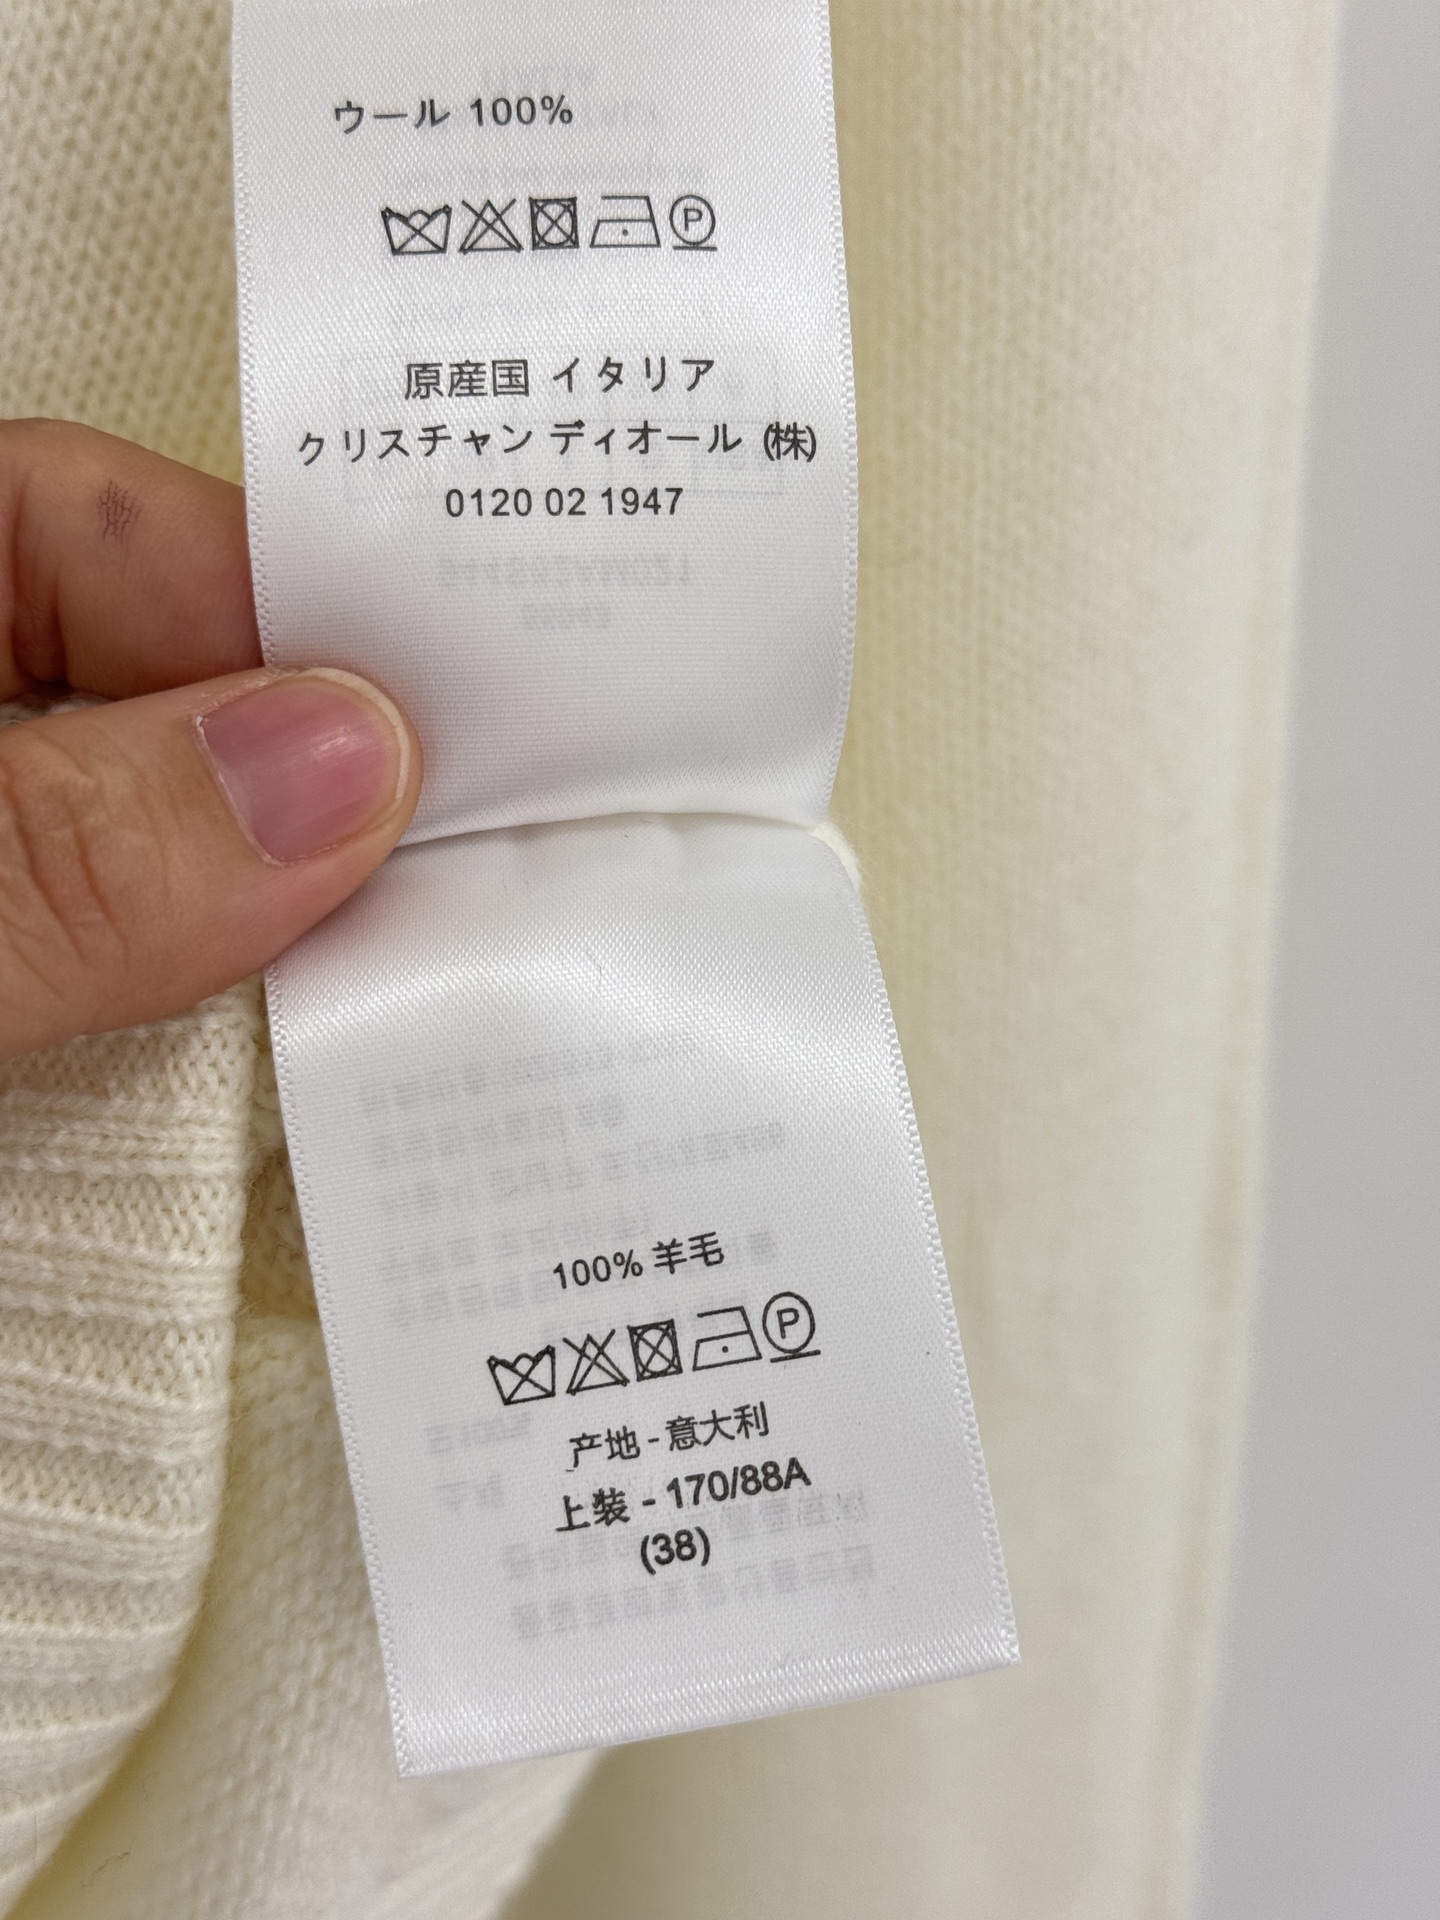 ウール 100%
P
原産国 イタリア
クリスチャン ディオール (株)
0120 02 1947
100% 羊毛
P
产地 - 意大利
上装 - 170/88A
(38)